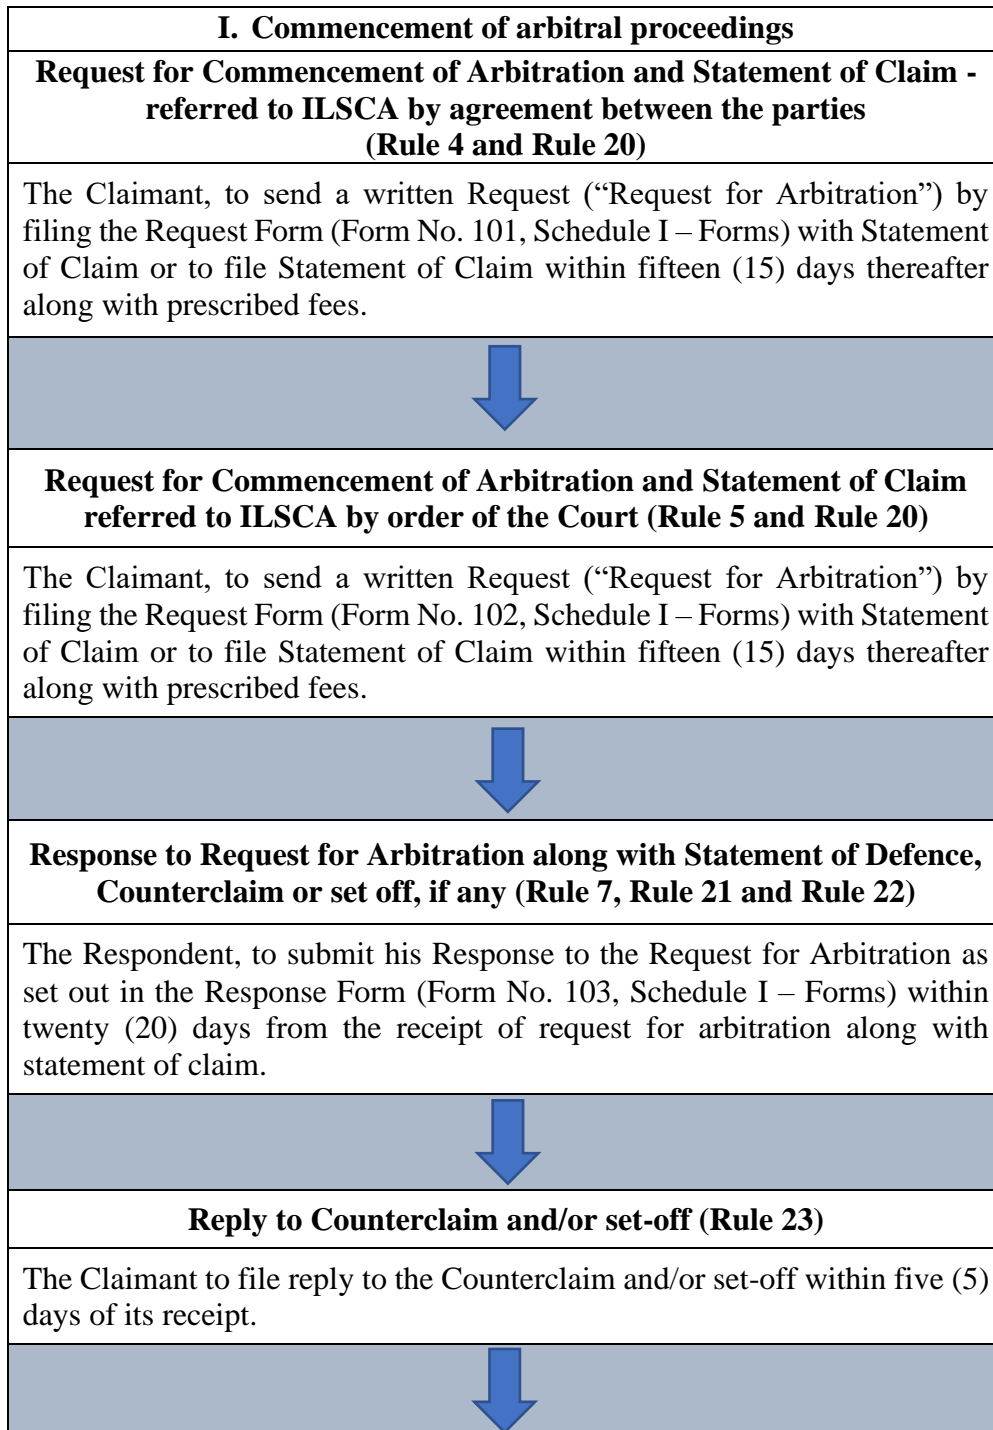 I. Commencement of arbitral proceedings
Request for Commencement of Arbitration and Statement of Claim -
referred to ILSCA by agreement between the parties
(Rule 4 and Rule 20)
The Claimant, to send a written Request (“Request for Arbitration”) by
filing the Request Form (Form No. 101, Schedule I – Forms) with Statement
of Claim or to file Statement of Claim within fifteen (15) days thereafter
along with prescribed fees.
Request for Commencement of Arbitration and Statement of Claim
referred to ILSCA by order of the Court (Rule 5 and Rule 20)
The Claimant, to send a written Request (“Request for Arbitration”) by
filing the Request Form (Form No. 102, Schedule I – Forms) with Statement
of Claim or to file Statement of Claim within fifteen (15) days thereafter
along with prescribed fees.
Response to Request for Arbitration along with Statement of Defence,
Counterclaim or set off, if any (Rule 7, Rule 21 and Rule 22)
The Respondent, to submit his Response to the Request for Arbitration as
set out in the Response Form (Form No. 103, Schedule I – Forms) within
twenty (20) days from the receipt of request for arbitration along with
statement of claim.
Reply to Counterclaim and/or set-off (Rule 23)
The Claimant to file reply to the Counterclaim and/or set-off within five (5)
days of its receipt.